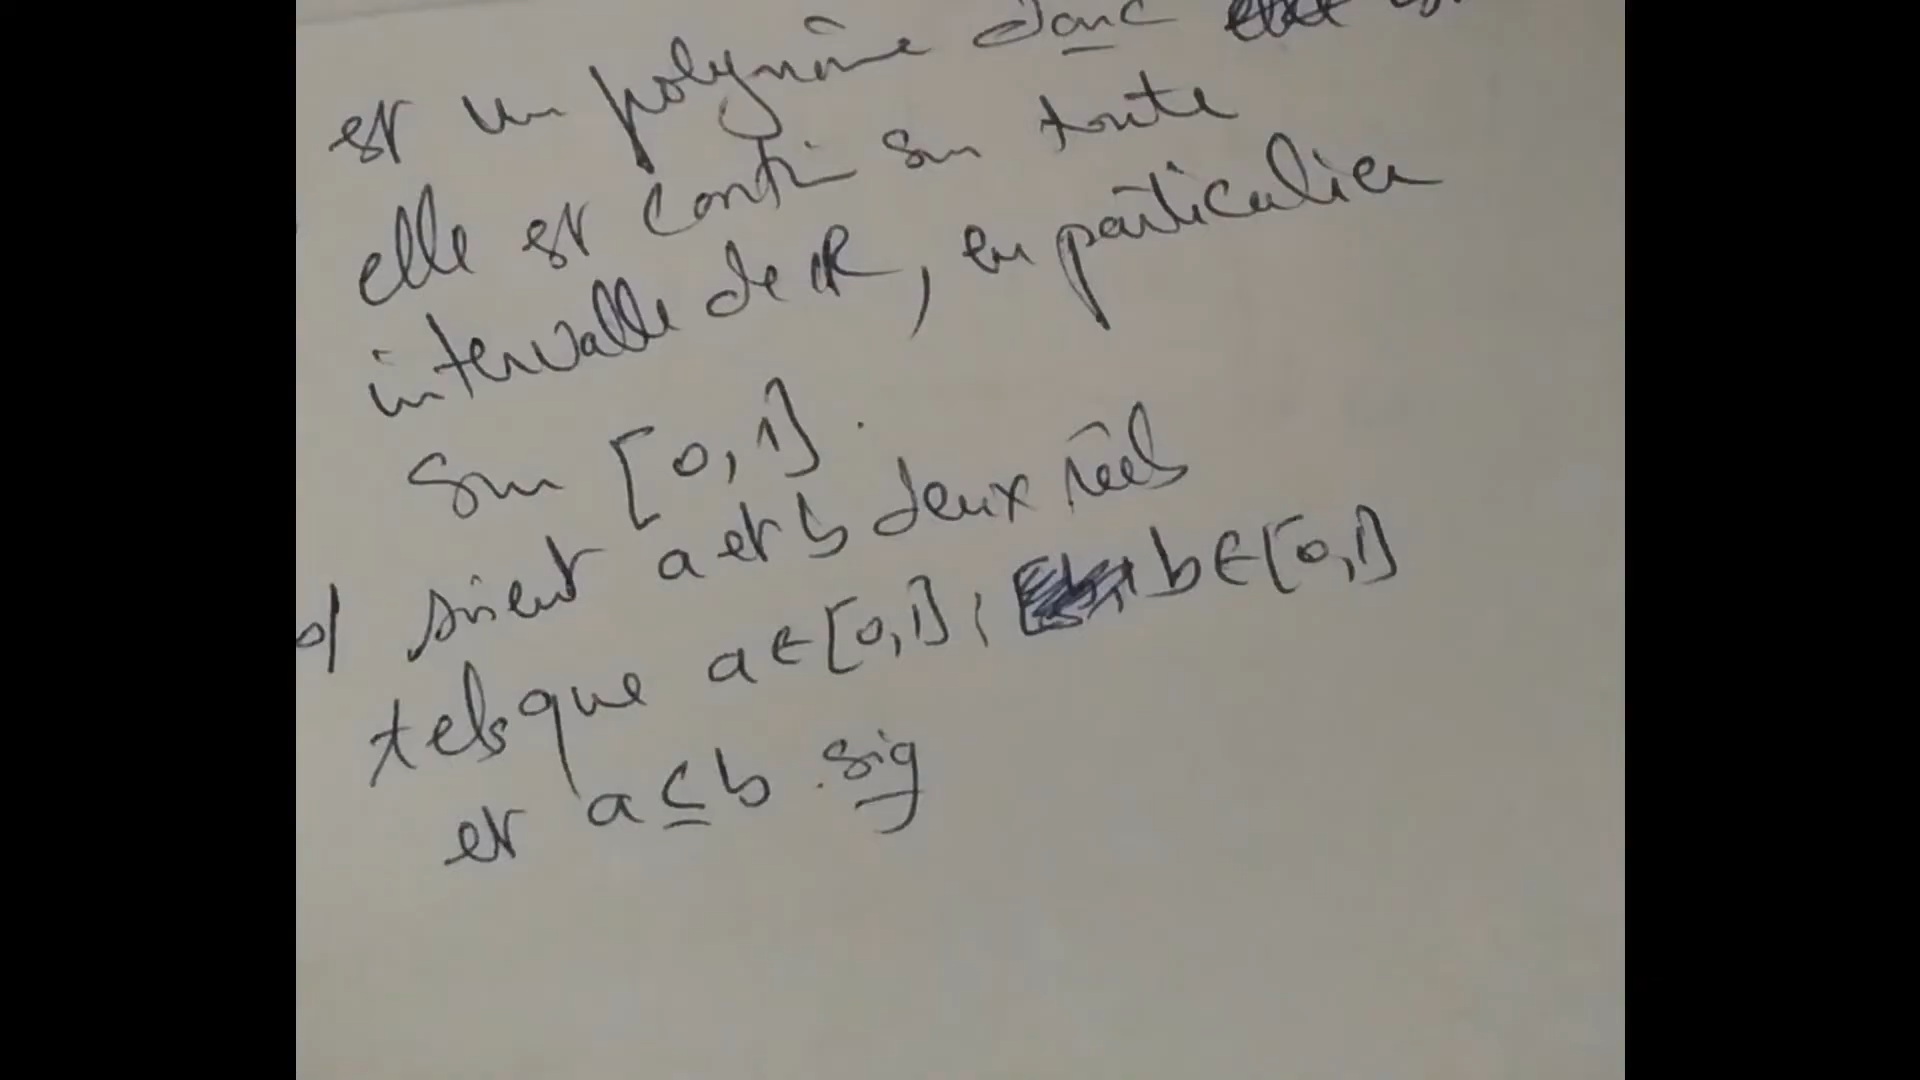 est un polynôme donc
elle est conti sur toute
intervalle de ℝ, en particulier
sur [0,1].
soient a et b deux réels
tels que a ∈ [0,1] ; b ∈ [0,1]
et a ≤ b. sig